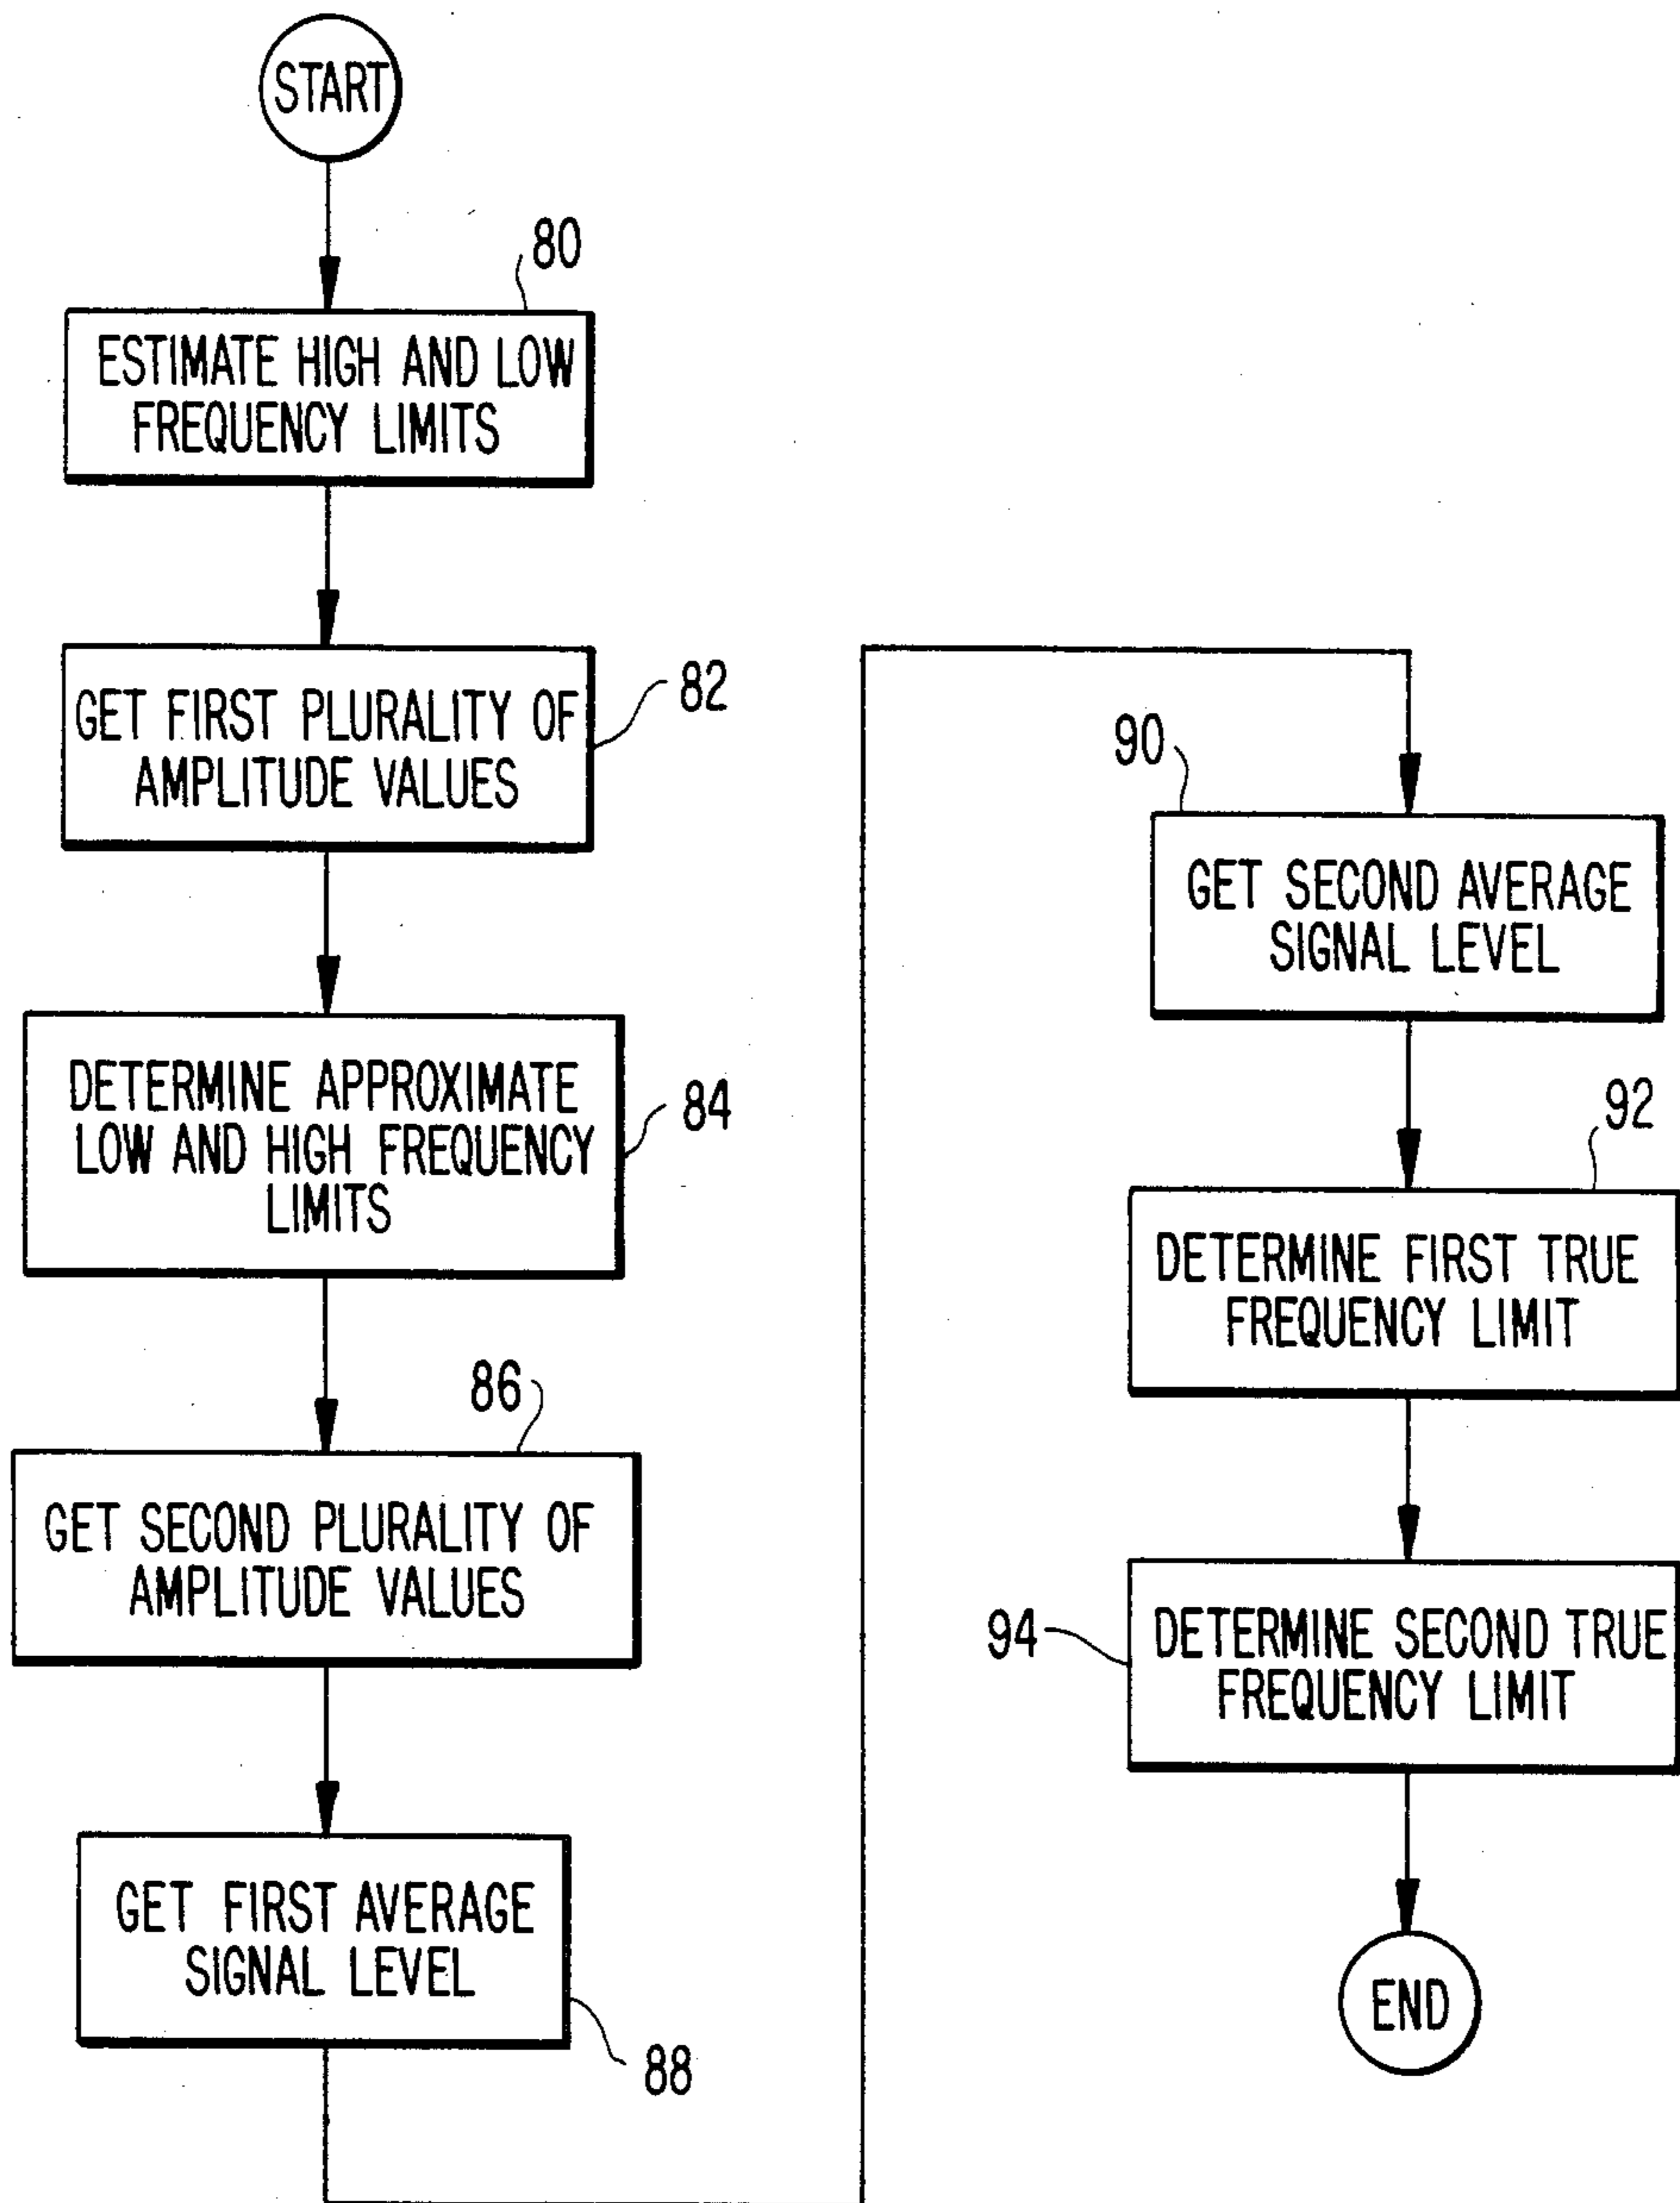 START
80
ESTIMATE HIGH AND LOW
FREQUENCY LIMITS
82
GET FIRST PLURALITY OF
AMPLITUDE VALUES
84
DETERMINE APPROXIMATE
LOW AND HIGH FREQUENCY
LIMITS
86
GET SECOND PLURALITY OF
AMPLITUDE VALUES
GET FIRST AVERAGE
SIGNAL LEVEL
88
90
GET SECOND AVERAGE
SIGNAL LEVEL
92
DETERMINE FIRST TRUE
FREQUENCY LIMIT
94
DETERMINE SECOND TRUE
FREQUENCY LIMIT
END